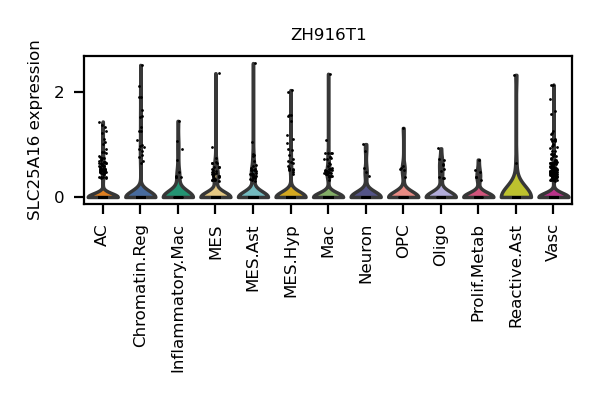 ZH916T1
SLC25A16 expression
2
0
AC
Chromatin.Reg
Inflammatory.Mac
MES
MES.Ast
MES.Hyp
Mac
Neuron
OPC
Oligo
Prolif.Metab
Reactive.Ast
Vasc